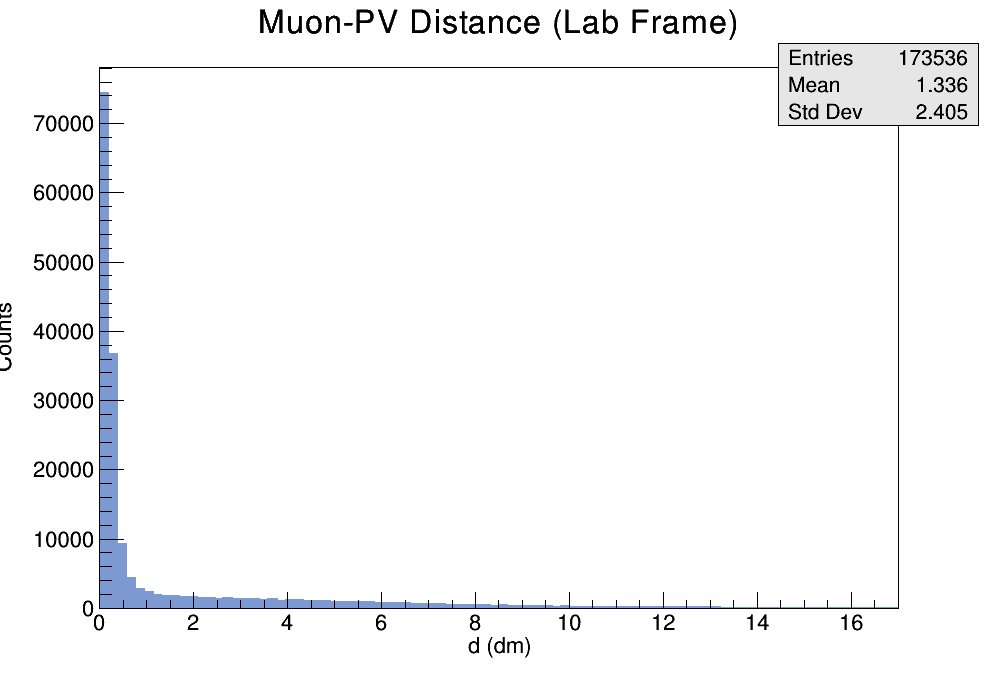 Muon-PV Distance (Lab Frame)
Entries 173536
Mean 1.336
Std Dev 2.405
70000
60000
50000
40000
30000
20000
10000
0
Counts
0 2 4 6 8 10 12 14 16
d (dm)